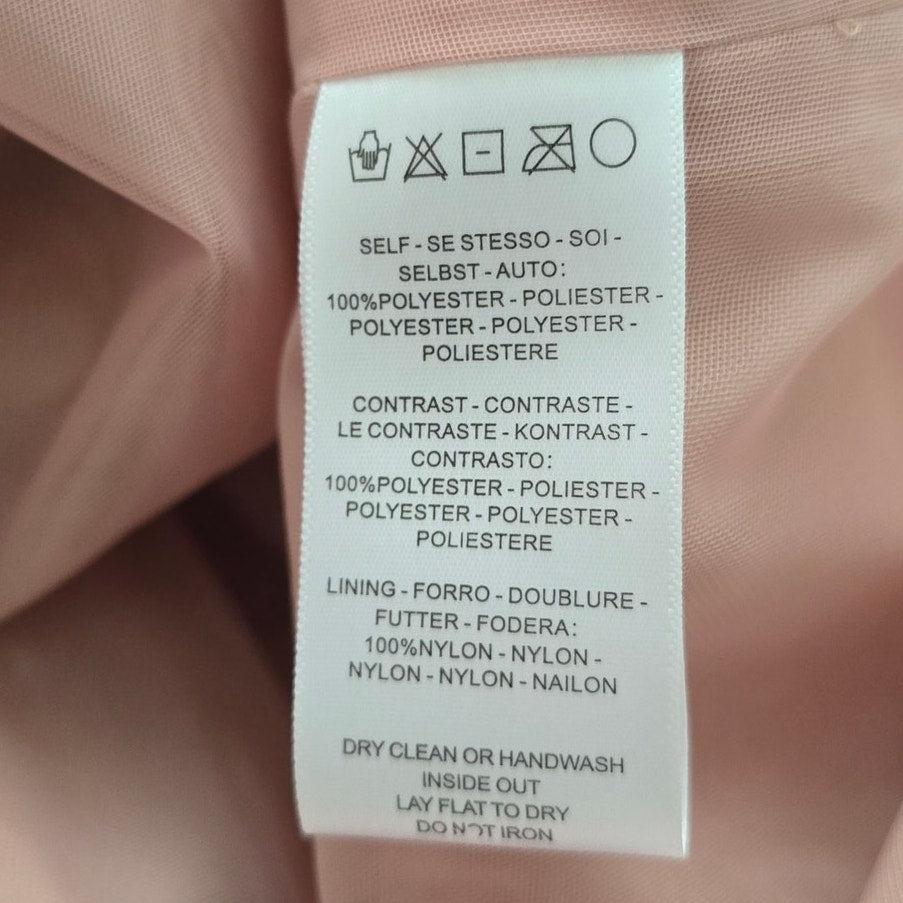 SELF - SE STESSO - SOI -
SELBST - AUTO:
100%POLYESTER - POLIESTER -
POLYESTER - POLYESTER -
POLIESTERE
CONTRAST - CONTRASTE -
LE CONTRASTE - KONTRAST -
CONTRASTO:
100%POLYESTER - POLIESTER -
POLYESTER - POLYESTER -
POLIESTERE
LINING - FORRO - DOUBLURE -
FUTTER - FODERA:
100%NYLON - NYLON -
NYLON - NYLON - NAILON
DRY CLEAN OR HANDWASH
INSIDE OUT
LAY FLAT TO DRY
DO NOT IRON